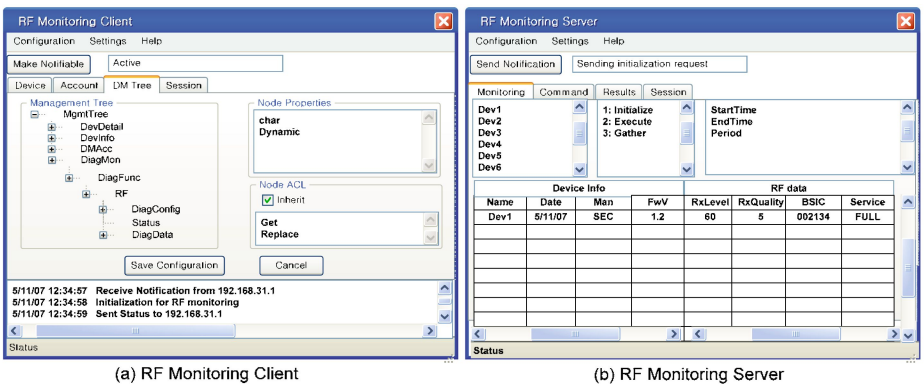 RF Monitoring Client
Configuration Settings Help
Make Notifiable Active
Device Account DM Tree Session
Management Tree
MgmtTree
DevDetail
DevInfo
DMAcc
DiagMon
DiagFunc
RF
DiagConfig
Status
DiagData
Node Properties
char
Dynamic
Node ACL
Inherit
Get
Replace
Save Configuration Cancel
5/11/07 12:34:57 Receive Notification from 192.168.31.1
5/11/07 12:34:58 Initialization for RF monitoring
5/11/07 12:34:59 Sent Status to 192.168.31.1
Status
(a) RF Monitoring Client
RF Monitoring Server
Configuration Settings Help
Send Notification Sending initialization request
Monitoring Command Results Session
Dev1
Dev2
Dev3
Dev4
Dev5
Dev6
1: Initialize
2: Execute
3: Gather
StartTime
EndTime
Period
Device Info RF data
Name Date Man FwV RxLevel RxQuality BSIC Service
Dev1 5/11/07 SEC 1.2 60 5 002134 FULL
Status
(b) RF Monitoring Server